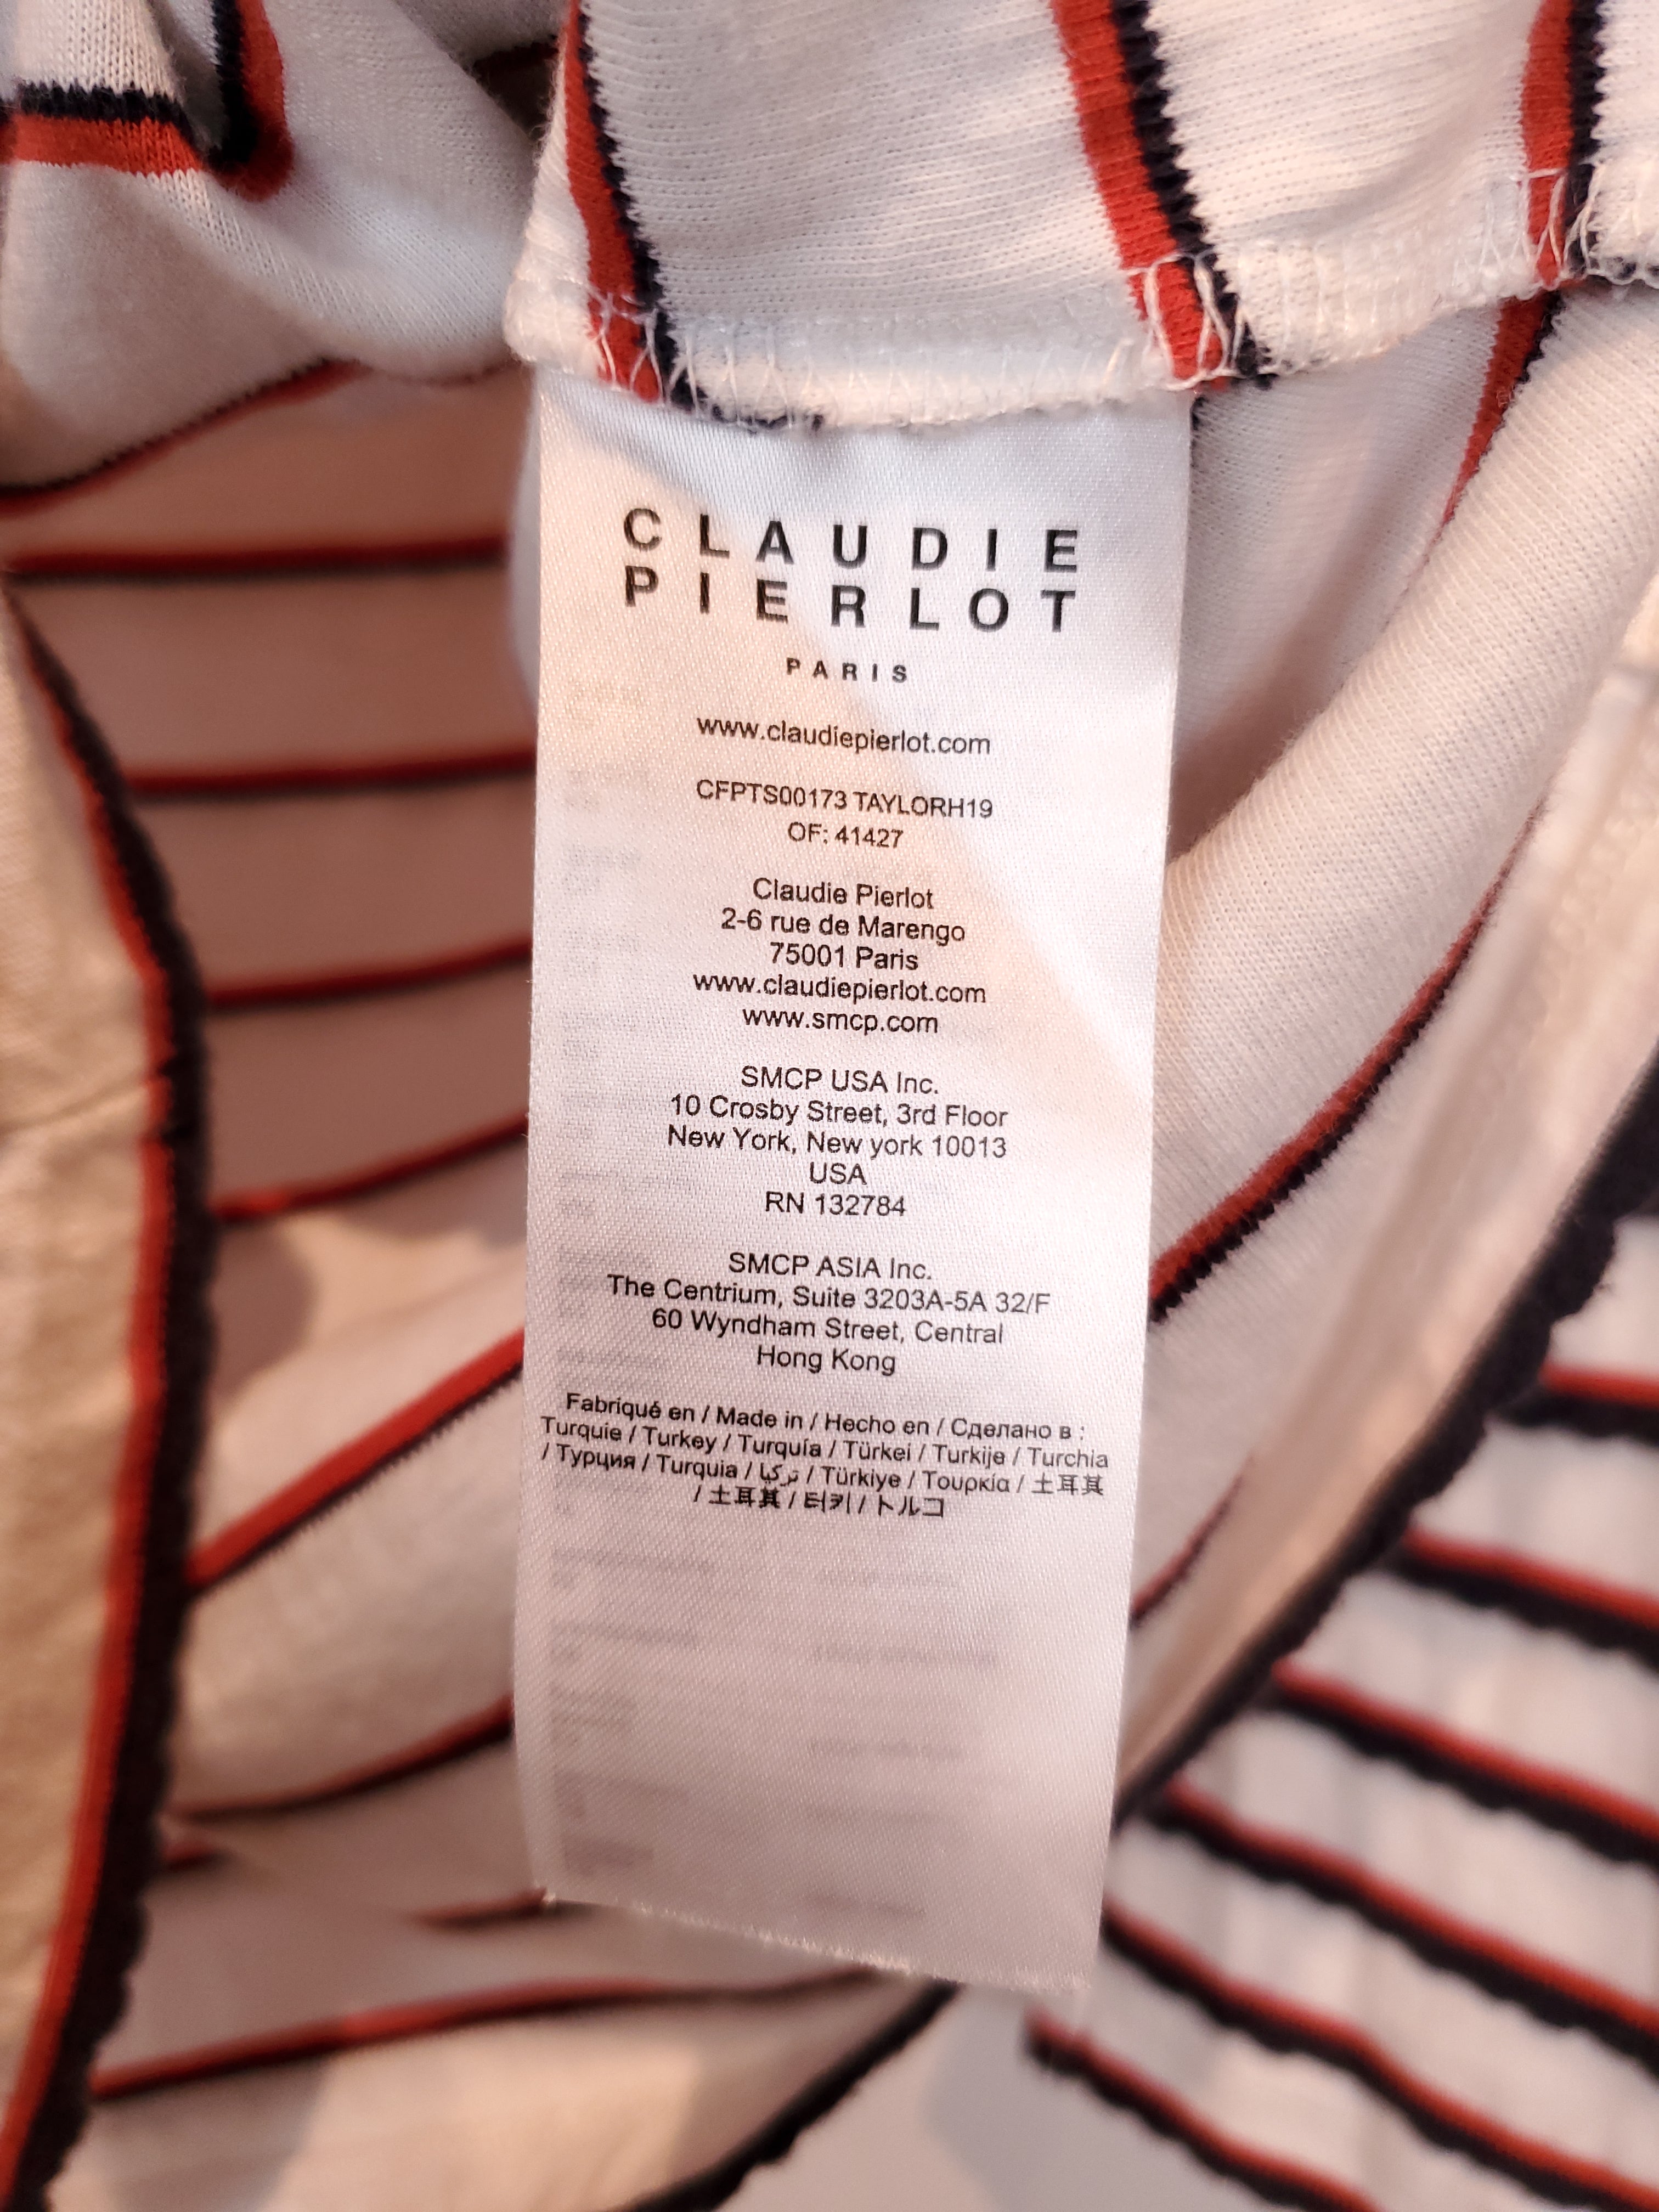 CLAUDIE
PIERLOT
PARIS
www.claudiepierlot.com
CFPTS00173 TAYLORH19
OF: 41427
Claudie Pierlot
2-6 rue de Marengo
75001 Paris
www.claudiepierlot.com
www.smcp.com
SMCP USA Inc.
10 Crosby Street, 3rd Floor
New York, New york 10013
USA
RN 132784
SMCP ASIA Inc.
The Centrium, Suite 3203A-5A 32/F
60 Wyndham Street, Central
Hong Kong
Fabriqué en / Made in / Hecho en / Сделано в :
Turquie / Turkey / Turquía / Türkei / Turkije / Turchia
/ Турция / Turquia / تركيا / Türkiye / Τουρκία / 土耳其
/ 土耳其 / 터키 / トルコ